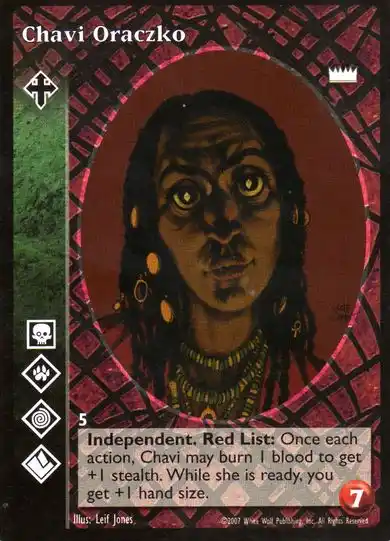 Chavi Oraczko
5
Independent. Red List: Once each
action, Chavi may burn 1 blood to get
+1 stealth. While she is ready, you
get +1 hand size.
7
Illus: Leif Jones
©2007 White Wolf Publishing, Inc. All Rights Reserved